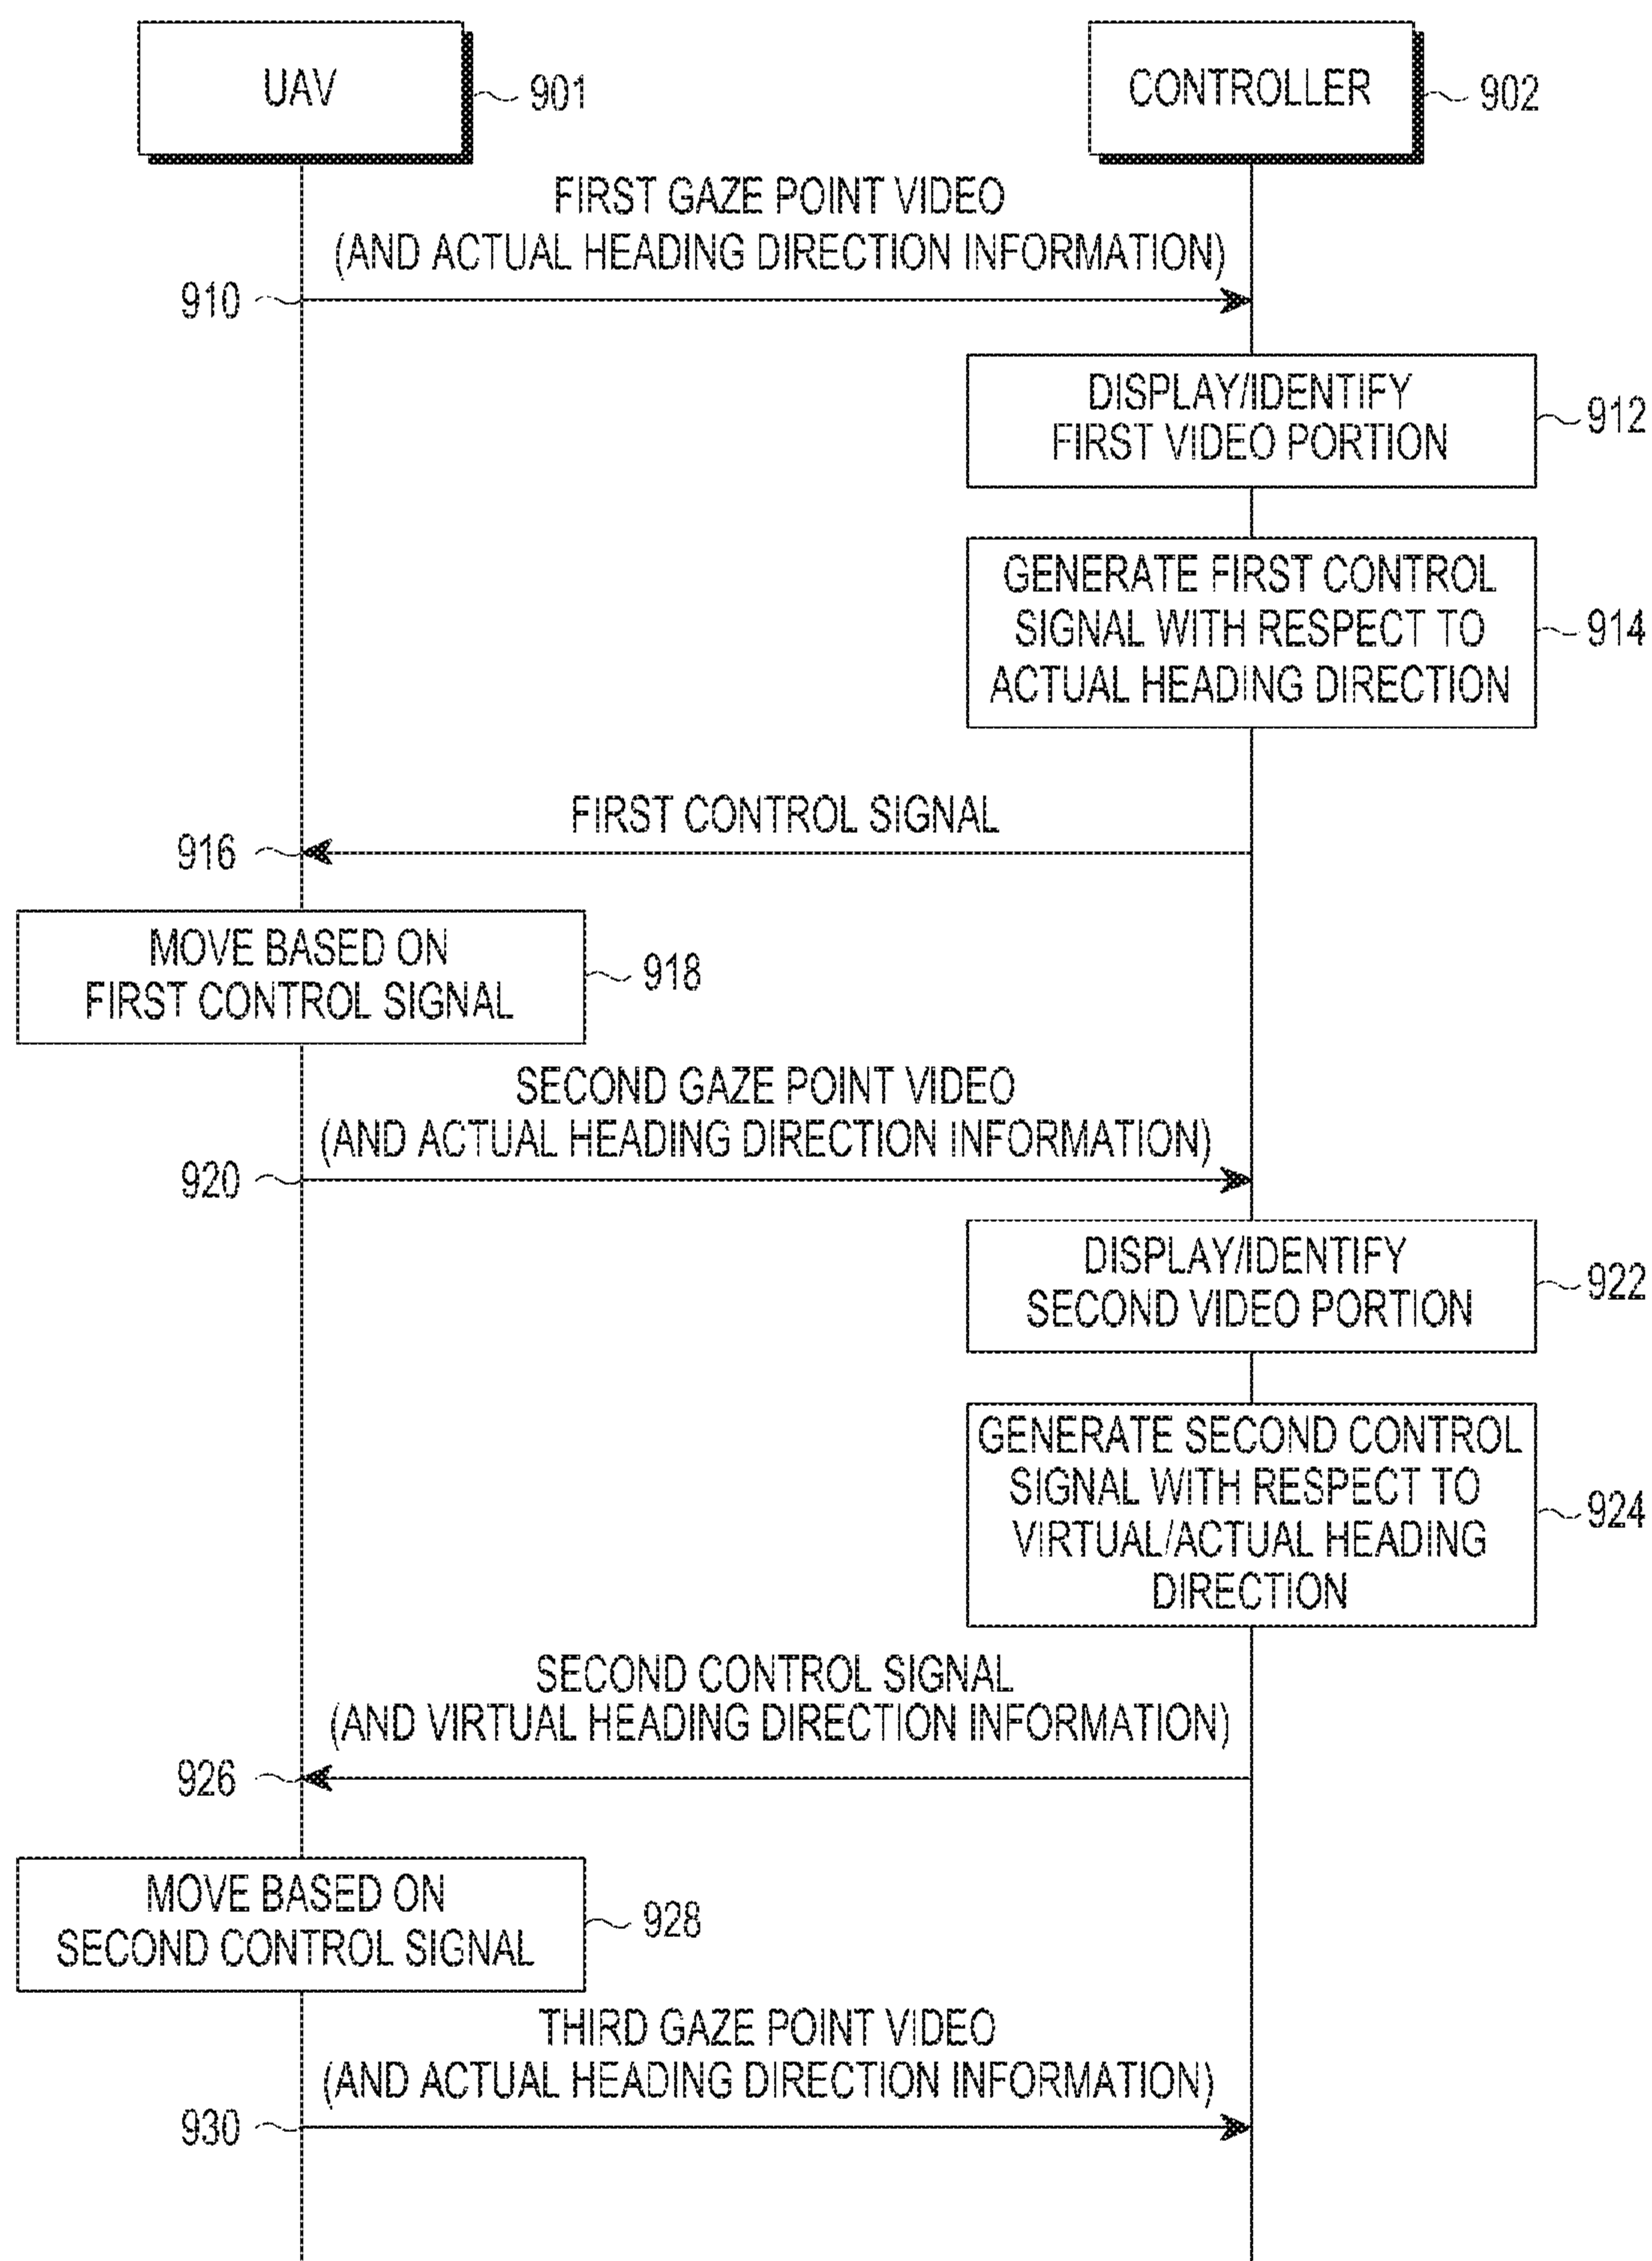 UAV
901
CONTROLLER
902
FIRST GAZE POINT VIDEO
(AND ACTUAL HEADING DIRECTION INFORMATION)
910
DISPLAY/IDENTIFY
FIRST VIDEO PORTION
912
GENERATE FIRST CONTROL
SIGNAL WITH RESPECT TO
ACTUAL HEADING DIRECTION
914
FIRST CONTROL SIGNAL
916
MOVE BASED ON
FIRST CONTROL SIGNAL
918
SECOND GAZE POINT VIDEO
(AND ACTUAL HEADING DIRECTION INFORMATION)
920
DISPLAY/IDENTIFY
SECOND VIDEO PORTION
922
GENERATE SECOND CONTROL
SIGNAL WITH RESPECT TO
VIRTUAL/ACTUAL HEADING
DIRECTION
924
SECOND CONTROL SIGNAL
(AND VIRTUAL HEADING DIRECTION INFORMATION)
926
MOVE BASED ON
SECOND CONTROL SIGNAL
928
THIRD GAZE POINT VIDEO
(AND ACTUAL HEADING DIRECTION INFORMATION)
930